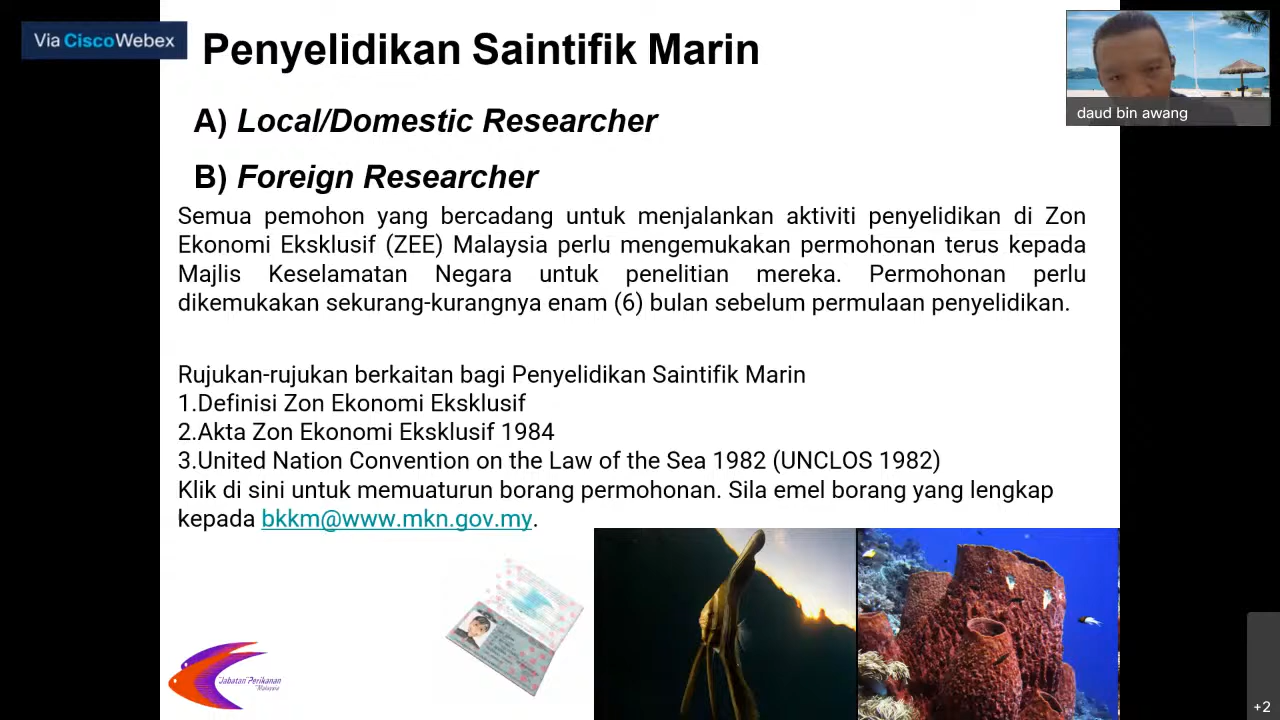 Via CiscoWebex
Penyelidikan Saintifik Marin
daud bin awang
A) Local/Domestic Researcher
B) Foreign Researcher
Semua pemohon yang bercadang untuk menjalankan aktiviti penyelidikan di Zon
Ekonomi Eksklusif (ZEE) Malaysia perlu mengemukakan permohonan terus kepada
Majlis Keselamatan Negara untuk penelitian mereka. Permohonan perlu
dikemukakan sekurang-kurangnya enam (6) bulan sebelum permulaan penyelidikan.
Rujukan-rujukan berkaitan bagi Penyelidikan Saintifik Marin
1.Definisi Zon Ekonomi Eksklusif
2.Akta Zon Ekonomi Eksklusif 1984
3.United Nation Convention on the Law of the Sea 1982 (UNCLOS 1982)
Klik di sini untuk memuaturun borang permohonan. Sila emel borang yang lengkap
kepada bkkm@www.mkn.gov.my.
Jabatan Perikanan
Malaysia
+2